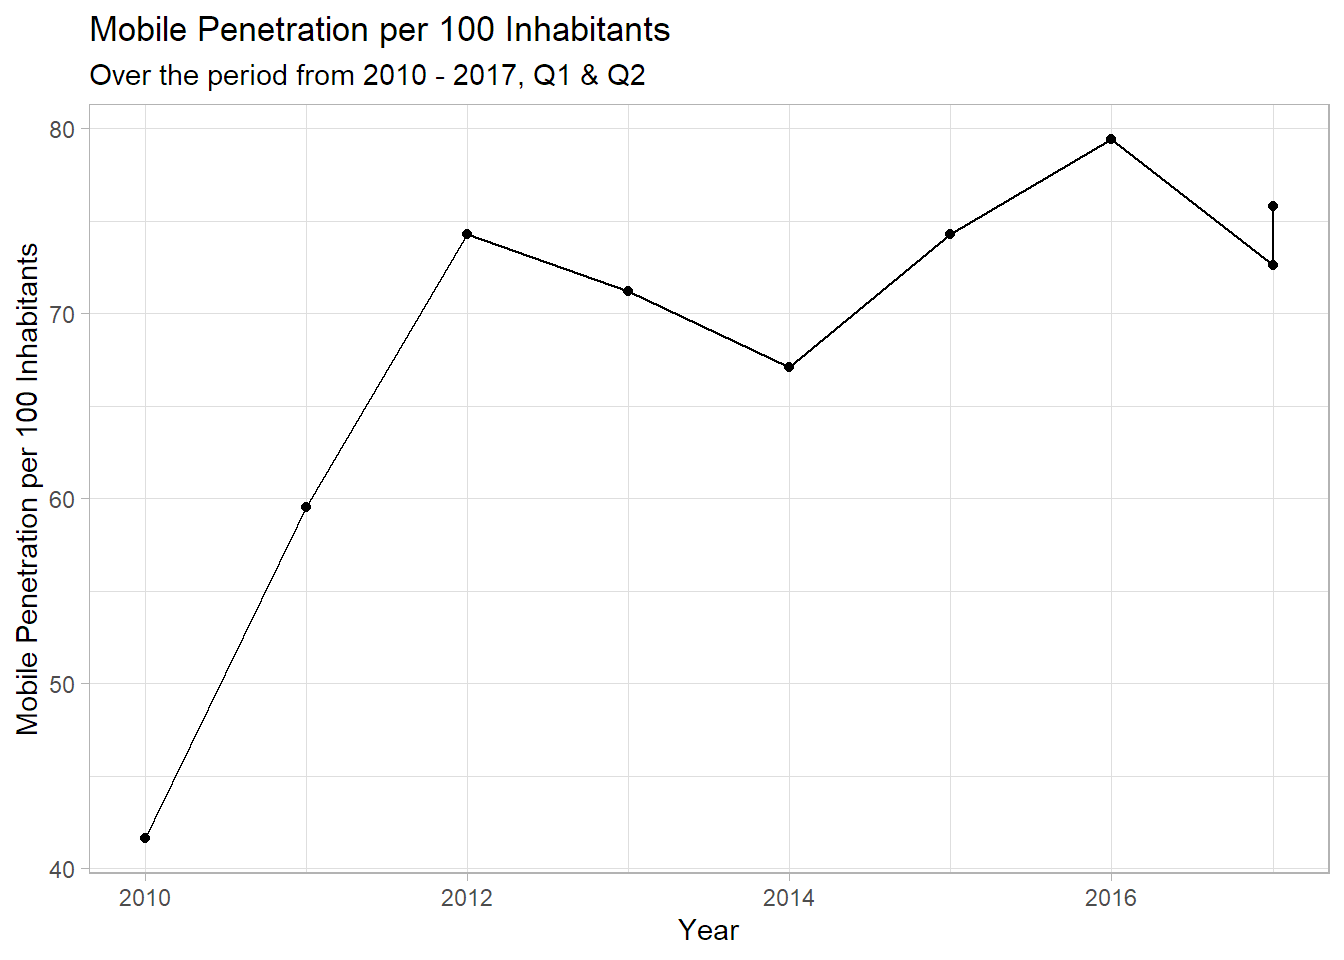 Mobile Penetration per 100 Inhabitants
Over the period from 2010 - 2017, Q1 & Q2
Mobile Penetration per 100 Inhabitants
80
70
60
50
40
2010
2012
2014
2016
Year